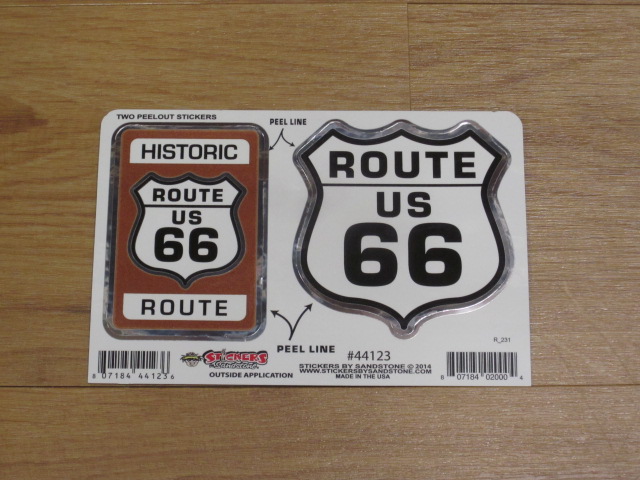 TWO PEELOUT STICKERS
PEEL LINE
HISTORIC
ROUTE
US
66
ROUTE
ROUTE
US
66
PEEL LINE
R_231
#44123
STICKERS
OUTSIDE APPLICATION
STICKERS BY SANDSTONE © 2014
WWW.STICKERSBYSANDSTONE.COM
MADE IN THE USA
8 07184 44123 6
8 07184 02000 4